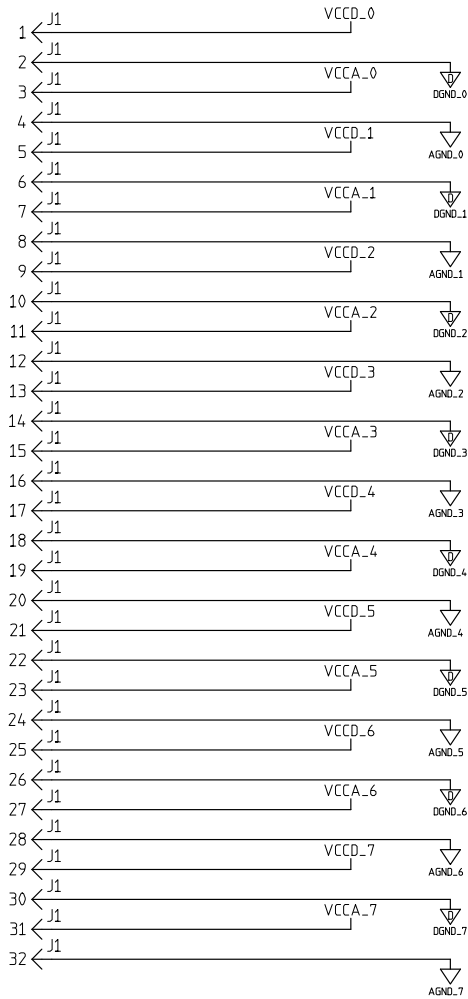 J1 VCCD_0
1
J1
2
J1 VCCA_0 DGND_0
3
J1
4
J1 VCCD_1 AGND_0
5
J1
6
J1 VCCA_1 DGND_1
7
J1
8
J1 VCCD_2 AGND_1
9
J1
10
J1 VCCA_2 DGND_2
11
J1
12
J1 VCCD_3 AGND_2
13
J1
14
J1 VCCA_3 DGND_3
15
J1
16
J1 VCCD_4 AGND_3
17
J1
18
J1 VCCA_4 DGND_4
19
J1
20
J1 VCCD_5 AGND_4
21
J1
22
J1 VCCA_5 DGND_5
23
J1
24
J1 VCCD_6 AGND_5
25
J1
26
J1 VCCA_6 DGND_6
27
J1
28
J1 VCCD_7 AGND_6
29
J1
30
J1 VCCA_7 DGND_7
31
J1
32
AGND_7